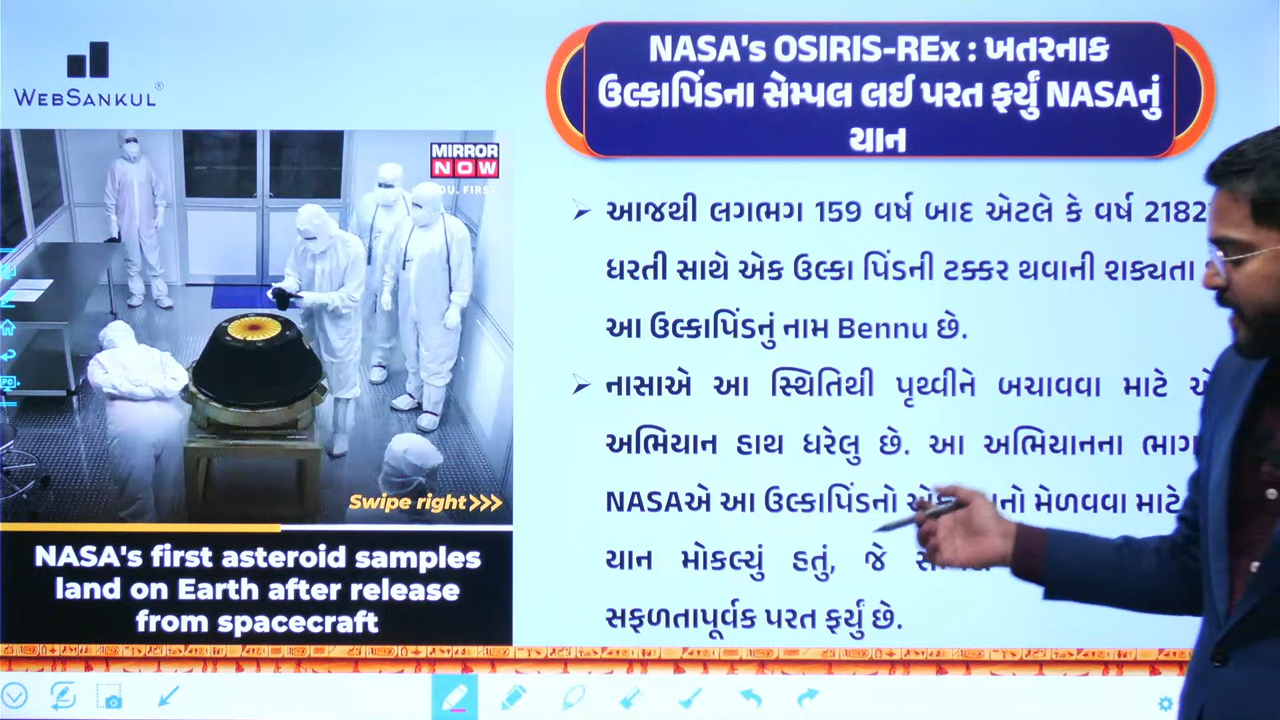 WEBSANKUL®
NASA's OSIRIS-REx : ખતરનાક
ઉલ્કાપિંડના સેમ્પલ લઈ પરત ફર્યું NASAનું
યાન
MIRROR
NOW
YOU. FIRST.
Swipe right
NASA's first asteroid samples
land on Earth after release
from spacecraft
આજથી લગભગ 159 વર્ષ બાદ એટલે કે વર્ષ 2182
ધરતી સાથે એક ઉલ્કા પિંડની ટક્કર થવાની શક્યતા
આ ઉલ્કાપિંડનું નામ Bennu છે.
નાસાએ આ સ્થિતિથી પૃથ્વીને બચાવવા માટે
અભિયાન હાથ ધરેલુ છે. આ અભિયાનના
NASAએ આ ઉલ્કાપિંડનો મેળવવા માટે
યાન મોકલ્યું હતું, જે
સફળતાપૂર્વક પરત ફર્યું છે.